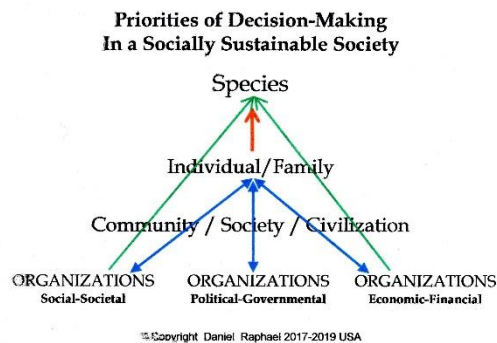 Priorities of Decision-Making
In a Socially Sustainable Society
Species
Individual/Family
Community / Society / Civilization
ORGANIZATIONS ORGANIZATIONS ORGANIZATIONS
Social-Societal Political-Governmental Economic-Financial
© Copyright Daniel Raphael 2017-2019 USA